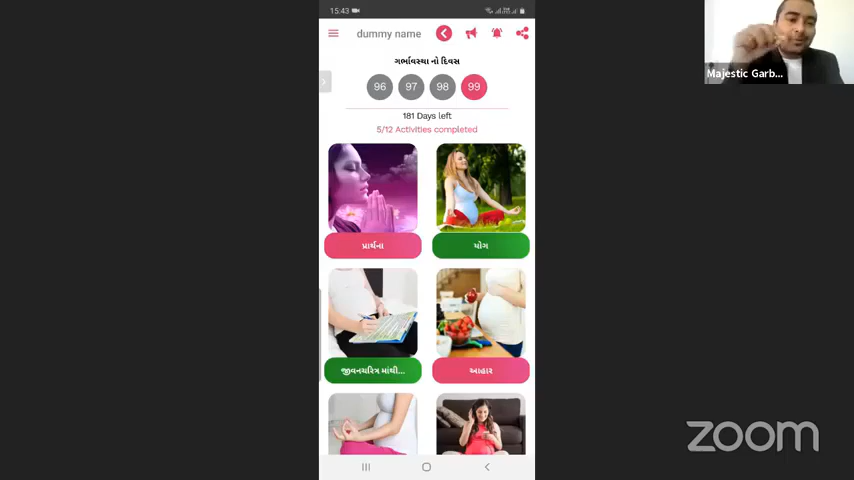 15:43
dummy name
ગર્ભાવસ્થા નો દિવસ
96 97 98 99
181 Days left
5/12 Activities completed
પ્રાર્થના
યોગ
જીવનચરિત્ર માંથી...
આહાર
Majestic Garb...
zoom